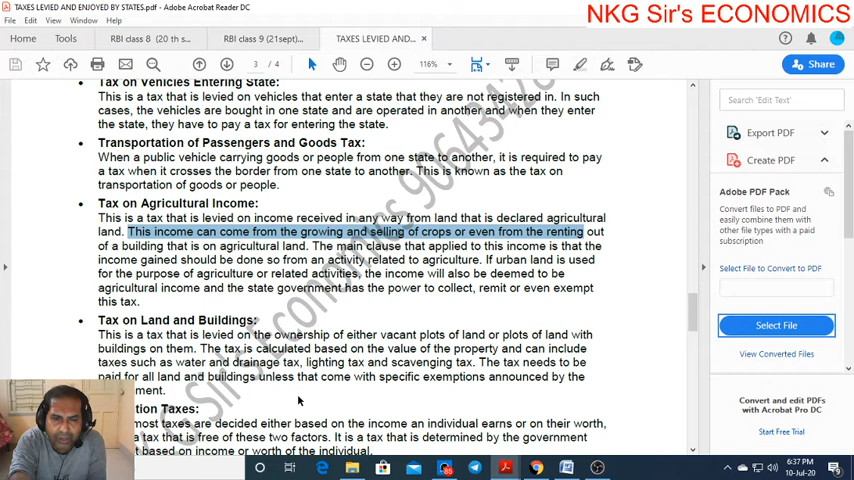 TAXES LEVIED AND ENJOYED BY STATES.pdf - Adobe Acrobat Reader DC
NKG Sir's ECONOMICS
File Edit View Window Help
Home Tools RBI class 8 (20 th s... RBI class 9 (21sept)... TAXES LEVIED AND... ×
3 / 4 116% Share
Tax on Vehicles Entering State:
This is a tax that is levied on vehicles that enter a state that they are not registered in. In such
cases, the vehicles are bought in one state and are operated in another and when they enter
the state, they have to pay a tax for entering the state.
• Transportation of Passengers and Goods Tax:
When a public vehicle carrying goods or people from one state to another, it is required to pay
a tax when it crosses the border from one state to another. This is known as the tax on
transportation of goods or people.
• Tax on Agricultural Income:
This is a tax that is levied on income received in any way from land that is declared agricultural
land. This income can come from the growing and selling of crops or even from the renting out
of a building that is on agricultural land. The main clause that applied to this income is that the
income gained should be done so from an activity related to agriculture. If urban land is used
for the purpose of agriculture or related activities, the income will also be deemed to be
agricultural income and the state government has the power to collect, remit or even exempt
this tax.
• Tax on Land and Buildings:
This is a tax that is levied on the ownership of either vacant plots of land or plots of land with
buildings on them. The tax is calculated based on the value of the property and can include
taxes such as water and drainage tax, lighting tax and scavenging tax. The tax needs to be
paid for all land and buildings unless that come with specific exemptions announced by the
ment.
tion Taxes:
most taxes are decided either based on the income an individual earns or on their worth,
a tax that is free of these two factors. It is a tax that is determined by the government
t based on income or worth of the individual.
G Sir's Economics 90643428
Search 'Edit Text'
Export PDF
Create PDF
Adobe PDF Pack
Convert files to PDF and
easily combine them with
other file types with a paid
subscription
Select File to Convert to PDF
Select File
View Converted Files
Convert and edit PDFs
with Acrobat Pro DC
Start Free Trial
85
6:37 PM
10-Jul-20